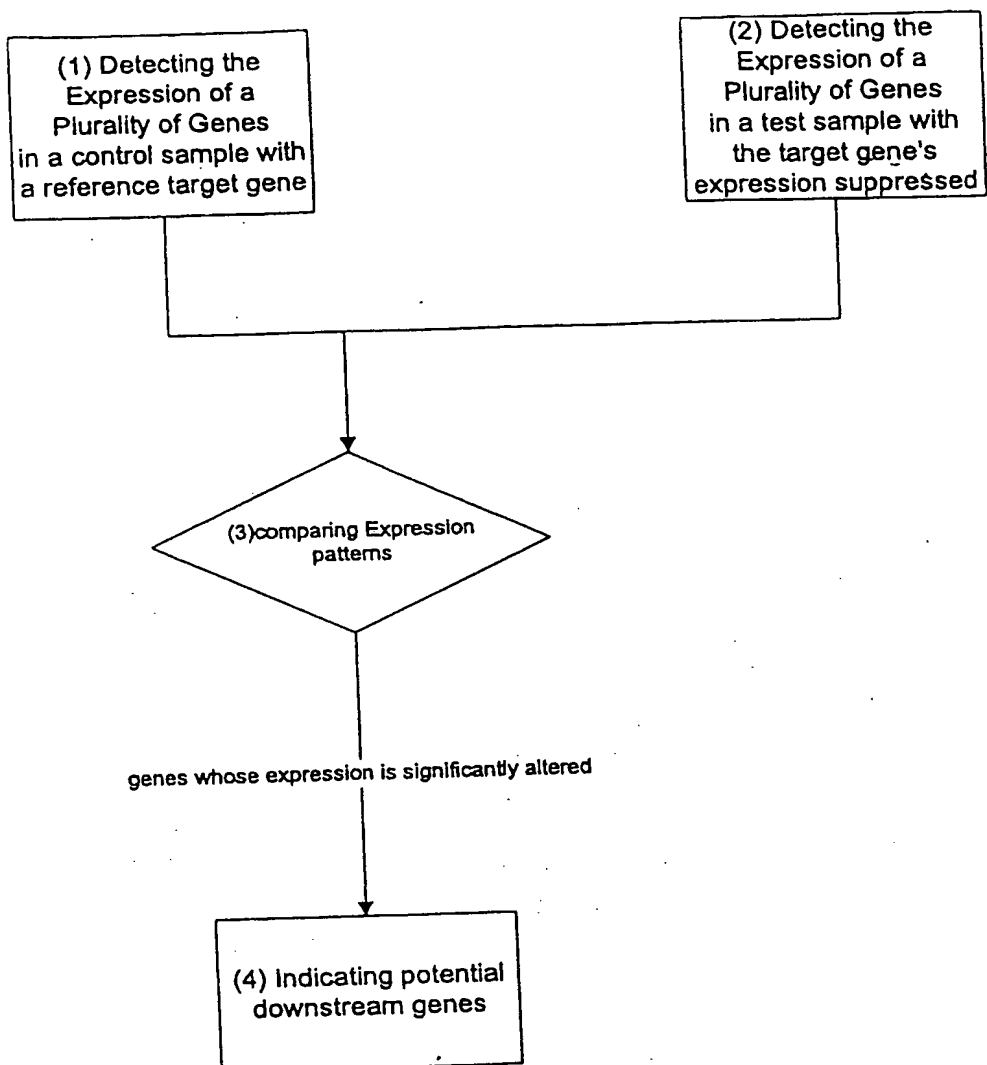 (1) Detecting the
Expression of a
Plurality of Genes
in a control sample with
a reference target gene
(2) Detecting the
Expression of a
Plurality of Genes
in a test sample with
the target gene's
expression suppressed
(3)comparing Expression
patterns
genes whose expression is significantly altered
(4) Indicating potential
downstream genes